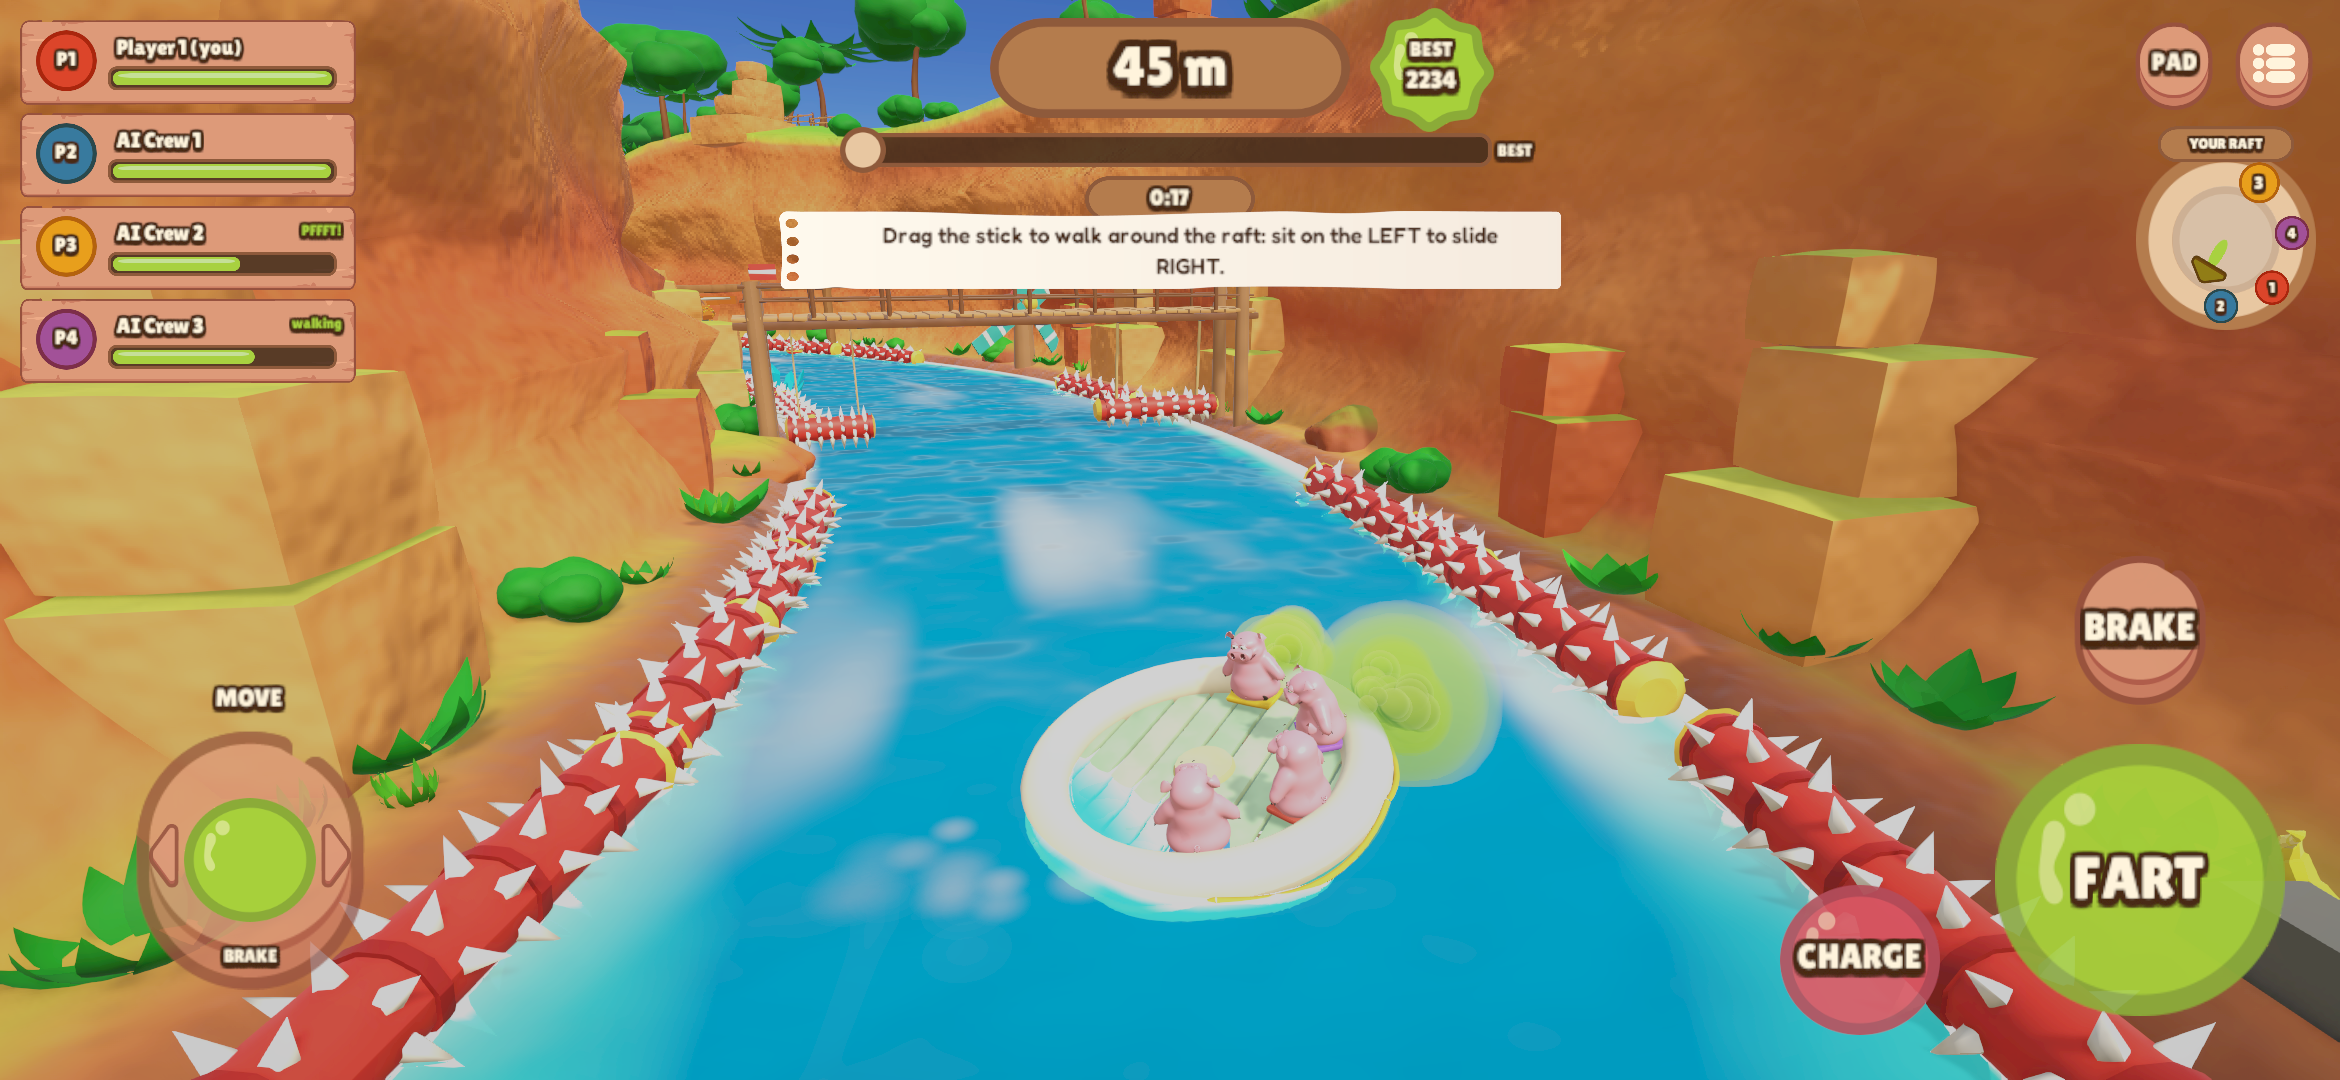 P1
Player 1 (you)
P2
AI Crew 1
P3
AI Crew 2
PFFFT!
P4
AI Crew 3
walking
45 m
BEST
2234
BEST
0:17
Drag the stick to walk around the raft: sit on the LEFT to slide
RIGHT.
PAD
YOUR RAFT
3
4
1
2
MOVE
BRAKE
BRAKE
FART
CHARGE